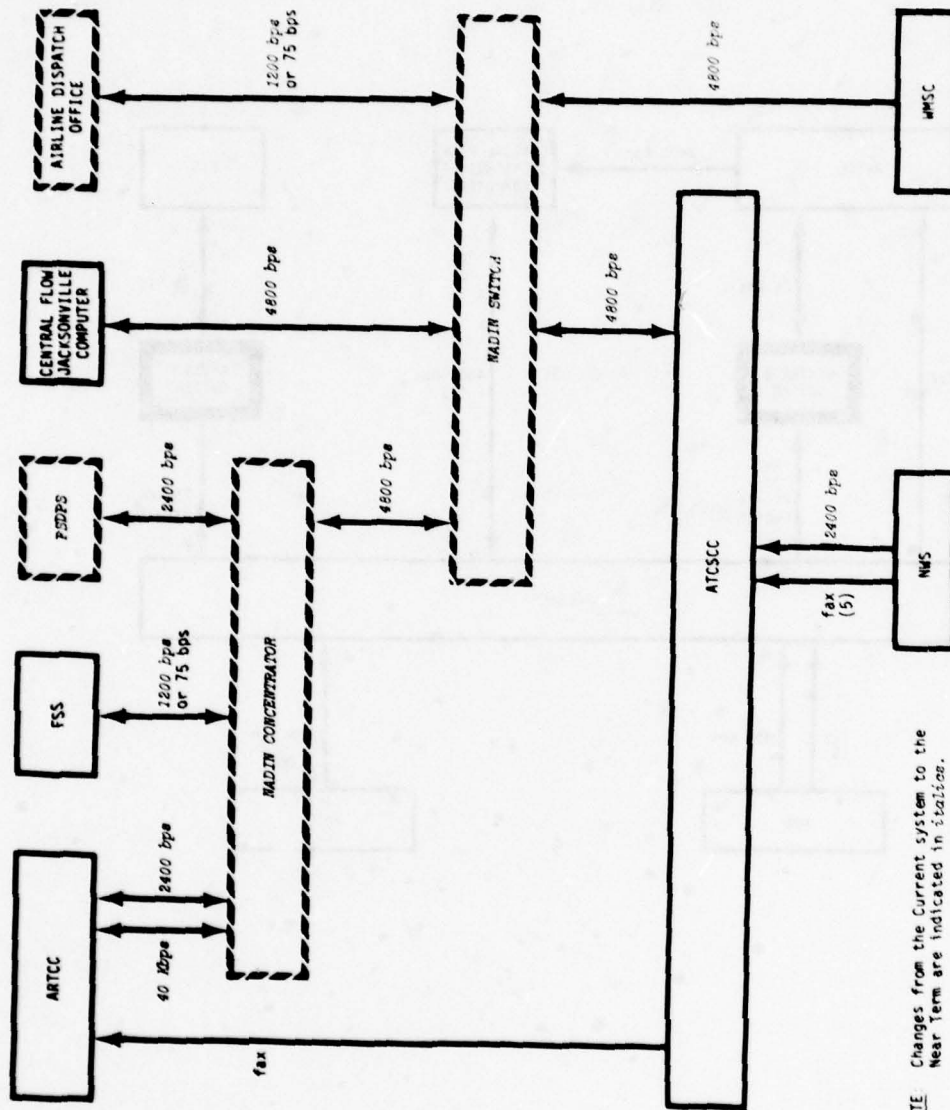 ARTCC
FSS
PSDPS
CENTRAL FLOW
JACKSONVILLE
COMPUTER
AIRLINE DISPATCH
OFFICE
40 Kbps
2400 bps
1200 bps
or 75 bps
2400 bps
4800 bps
1200 bps
or 75 bps
NADIN CONCENTRATOR
4800 bps
NADIN SWITCH
fax
4800 bps
4800 bps
ATCSCC
fax
(5)
2400 bps
NWS
WMSC
TE: Changes from the Current system to the
Near Term are indicated in italics.